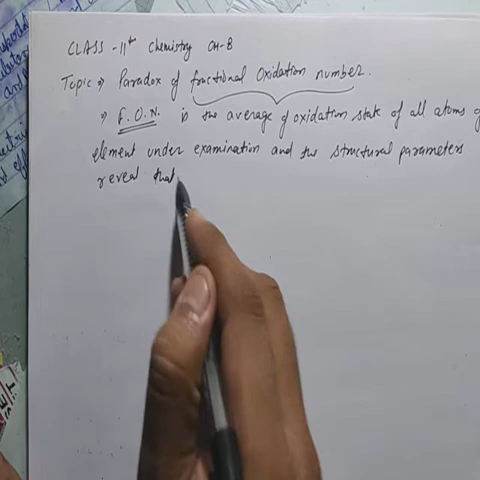 CLASS - 11th Chemistry CH-8
Topic ⇒ Paradox of fractional Oxidation number.
⇒ F.O.N. is the average of oxidation state of all atoms of
element under examination and the structural parameters
reveal that